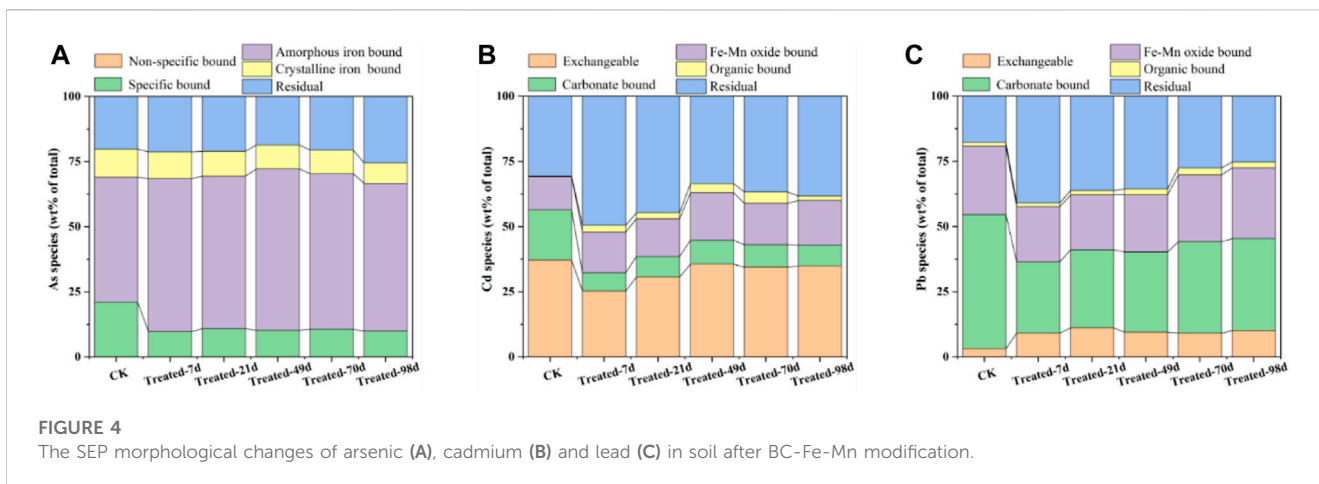 A
Non-specific bound
Specific bound
Amorphous iron bound
Crystalline iron bound
Residual
As species (wt% of total)
100
75
50
25
0
CK
Treated-7d
Treated-21d
Treated-49d
Treated-70d
Treated-98d
B
Exchangeable
Carbonate bound
Fe-Mn oxide bound
Organic bound
Residual
Cd species (wt% of total)
100
75
50
25
0
CK
Treated-7d
Treated-21d
Treated-49d
Treated-70d
Treated-98d
C
Exchangeable
Carbonate bound
Fe-Mn oxide bound
Organic bound
Residual
Pb species (wt% of total)
100
75
50
25
0
CK
Treated-7d
Treated-21d
Treated-49d
Treated-70d
Treated-98d
FIGURE 4
The SEP morphological changes of arsenic (A), cadmium (B) and lead (C) in soil after BC-Fe-Mn modification.